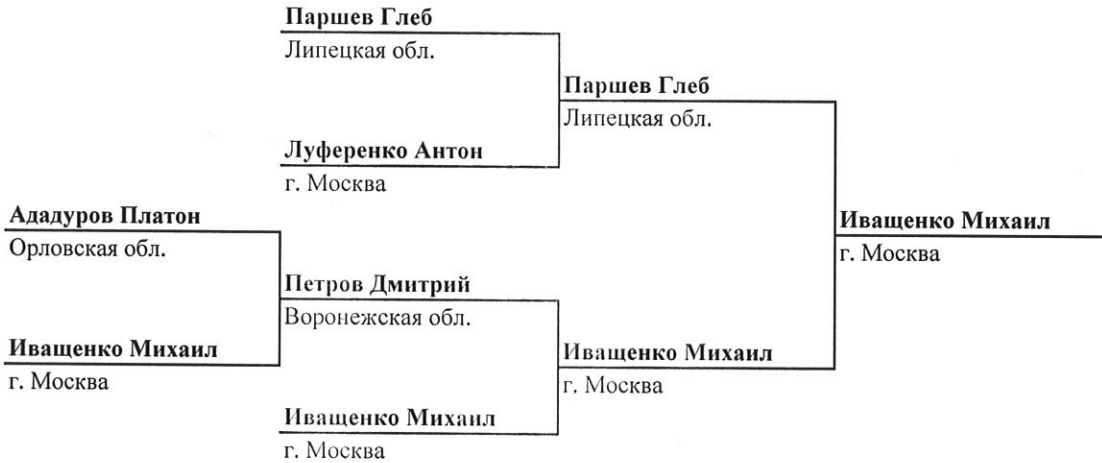 Паршев Глеб
Липецкая обл.
Паршев Глеб
Липецкая обл.
Луференко Антон
г. Москва
Ададуров Платон
Орловская обл.
Иващенко Михаил
г. Москва
Петров Дмитрий
Воронежская обл.
Иващенко Михаил
г. Москва
Иващенко Михаил
г. Москва
Иващенко Михаил
г. Москва